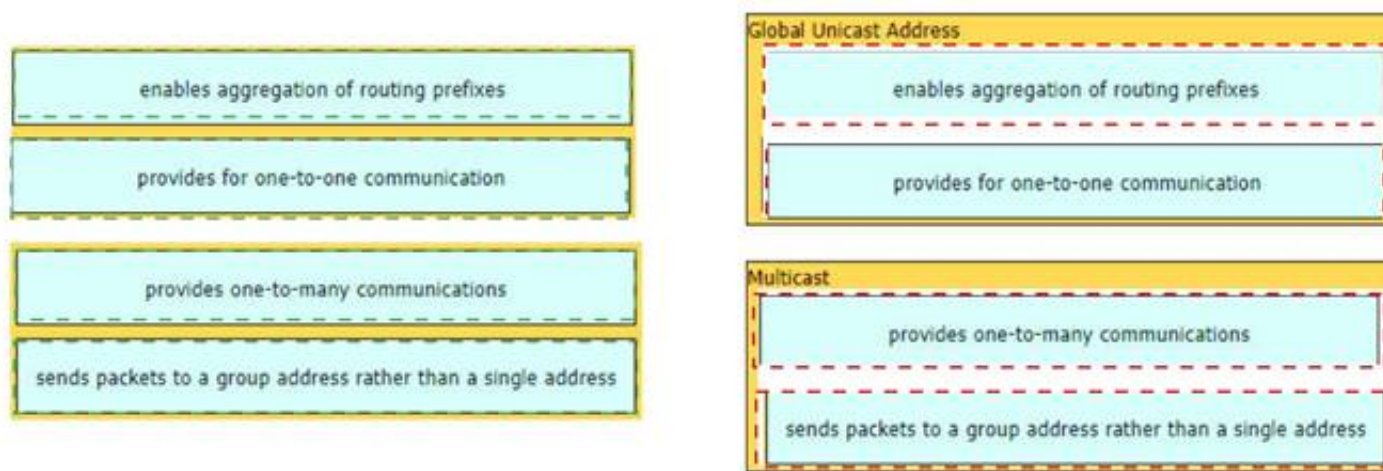 enables aggregation of routing prefixes
provides for one-to-one communication
provides one-to-many communications
sends packets to a group address rather than a single address
Global Unicast Address
enables aggregation of routing prefixes
provides for one-to-one communication
Multicast
provides one-to-many communications
sends packets to a group address rather than a single address